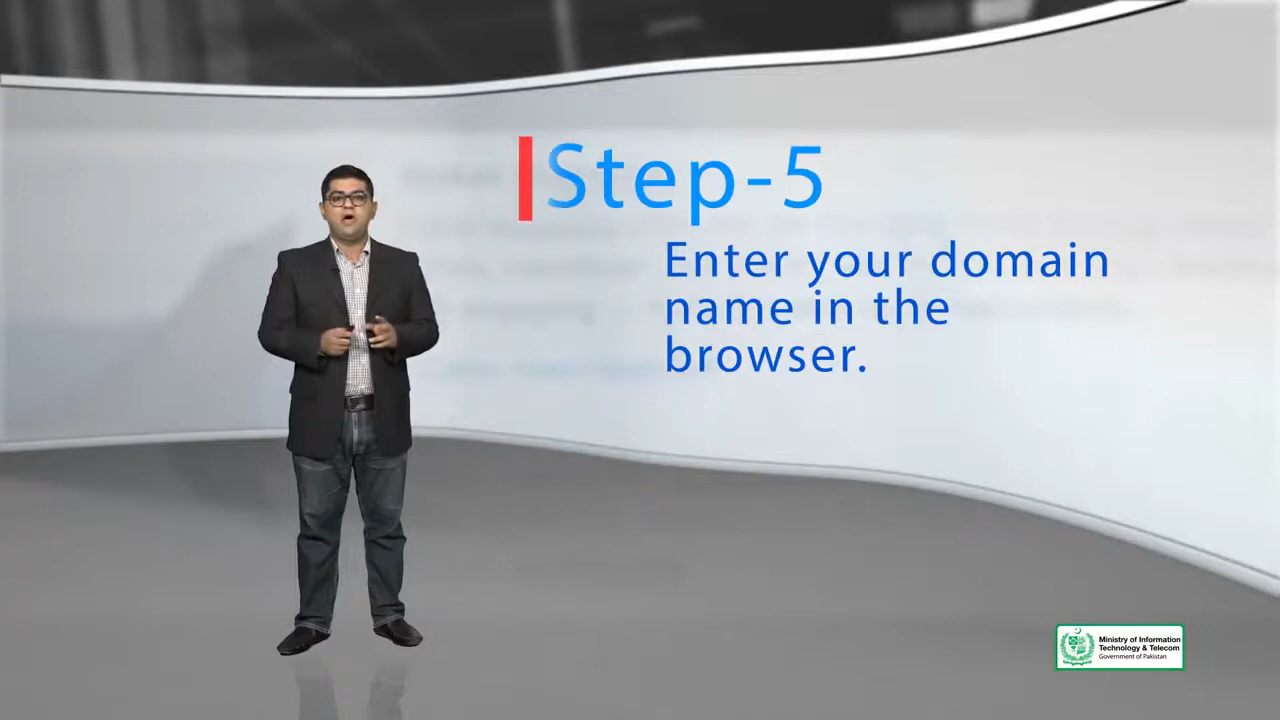 Step-5
Enter your domain
name in the
browser.
Ministry of Information
Technology & Telecom
Government of Pakistan